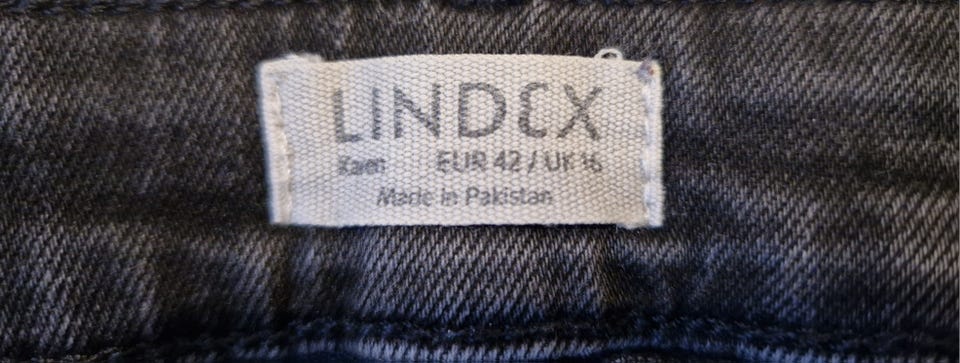 LINDEX
Karen EUR 42 / UK 16
Made in Pakistan